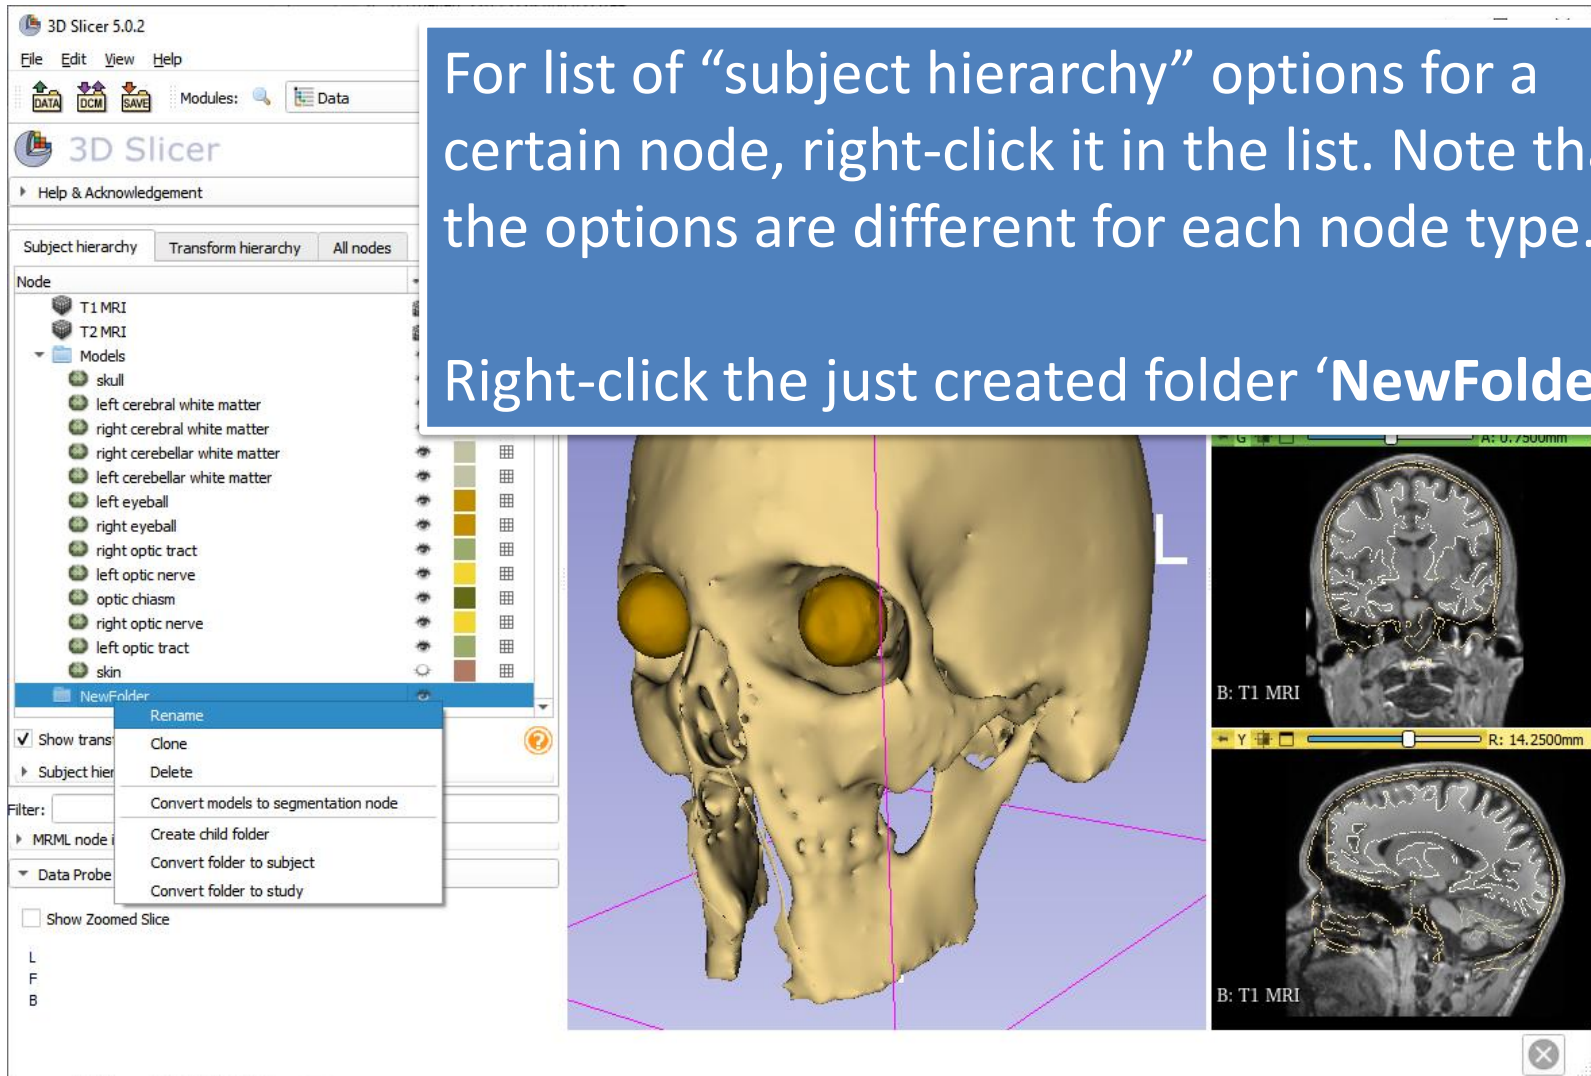 3D Slicer 5.0.2
File Edit View Help
DATA DCM SAVE Modules: Data
3D Slicer
Help & Acknowledgement
Subject hierarchy Transform hierarchy All nodes
Node
T1 MRI
T2 MRI
Models
skull
left cerebral white matter
right cerebral white matter
right cerebellar white matter
left cerebellar white matter
left eyeball
right eyeball
right optic tract
left optic nerve
optic chiasm
right optic nerve
left optic tract
skin
NewFolder
Rename
Clone
Delete
Convert models to segmentation node
Create child folder
Convert folder to subject
Convert folder to study
Show transf
Subject hier
Filter:
MRML node i
Data Probe
Show Zoomed Slice
L
F
B
For list of “subject hierarchy” options for a
certain node, right-click it in the list. Note tha
the options are different for each node type.
Right-click the just created folder ‘NewFolde
L
G A: 0.7500mm
B: T1 MRI
Y R: 14.2500mm
B: T1 MRI